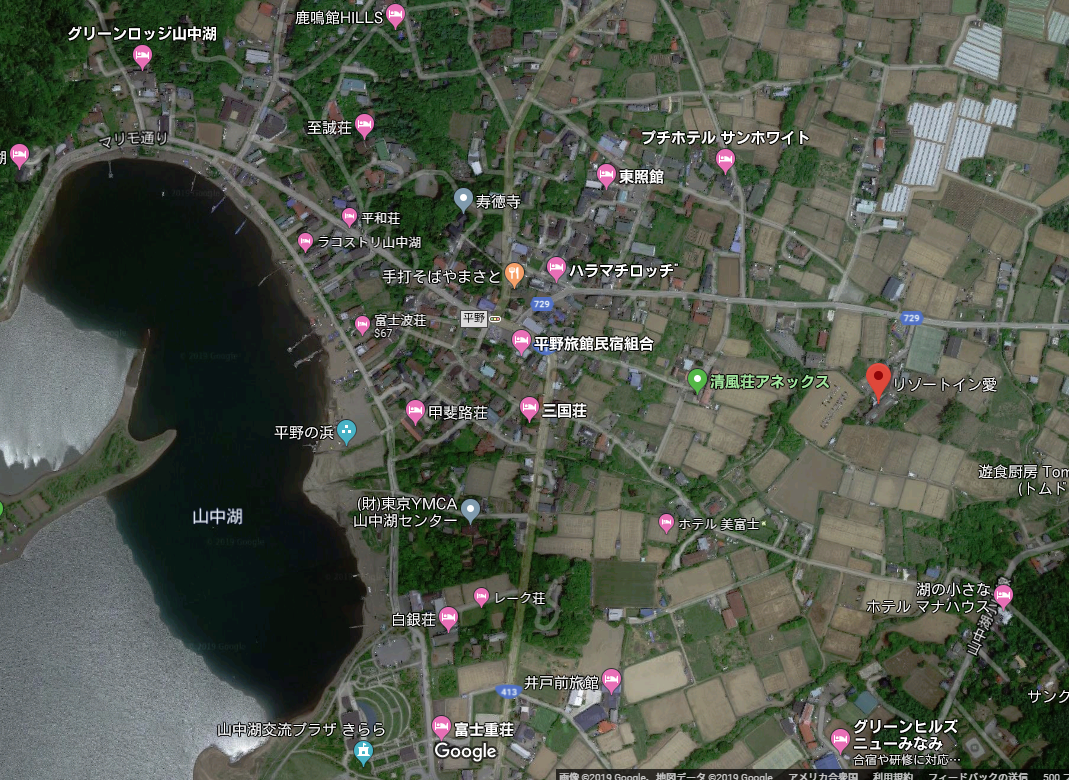 鹿鳴館HILLS
グリーンロッジ山中湖
至誠荘
マリモ通り
湖
プチホテル サンホワイト
東照館
寿徳寺
平和荘
ラコストリ山中湖
手打そばやまさと
ハラマチロッヂ
729
平野
729
富士波荘
$67
平野旅館民宿組合
清風荘アネックス
リゾートイン愛
甲斐路荘
三国荘
平野の浜
遊食厨房 Tom
(トムド
山中湖
(財)東京YMCA
山中湖センター
ホテル 美富士
湖の小さな
ホテル マナハウス
レーク荘
白銀荘
413
井戸前旅館
サンク
山中湖交流プラザ きらら
富士重荘
Google
グリーンヒルズ
ニューみなみ
合宿や研修に対応…
画像 ©2019 Google、地図データ ©2019 Google
アメリカ合衆国
利用規約
フィードバックの送信
500